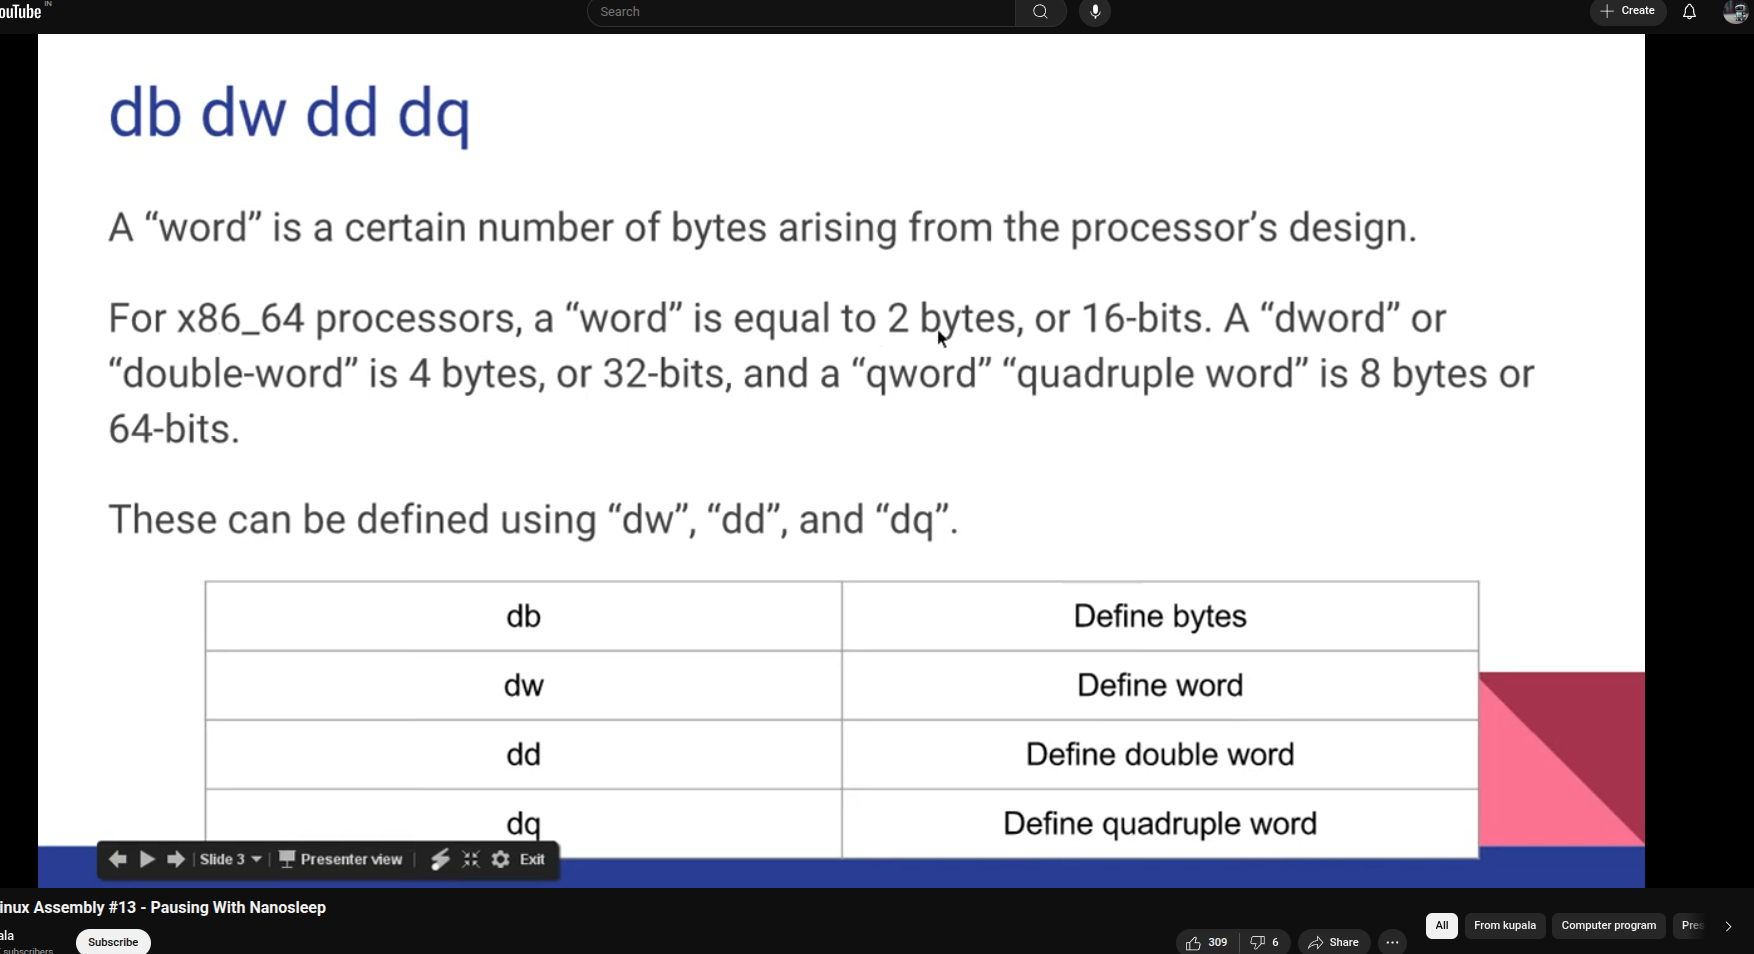 ouTube IN
Search
Create
db dw dd dq
A “word” is a certain number of bytes arising from the processor’s design.
For x86_64 processors, a “word” is equal to 2 bytes, or 16-bits. A “dword” or
“double-word” is 4 bytes, or 32-bits, and a “qword” “quadruple word” is 8 bytes or
64-bits.
These can be defined using “dw”, “dd”, and “dq”.
db Define bytes
dw Define word
dd Define double word
dq Define quadruple word
Slide 3 Presenter view Exit
inux Assembly #13 - Pausing With Nanosleep
ala
subscribers
Subscribe
309 6 Share
All From kupala Computer program Pres